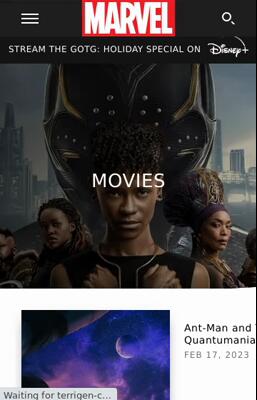 MARVEL
STREAM THE GOTG: HOLIDAY SPECIAL ON Disney+
MOVIES
Ant-Man and
Quantumania
FEB 17, 2023
Waiting for terrigen-c...